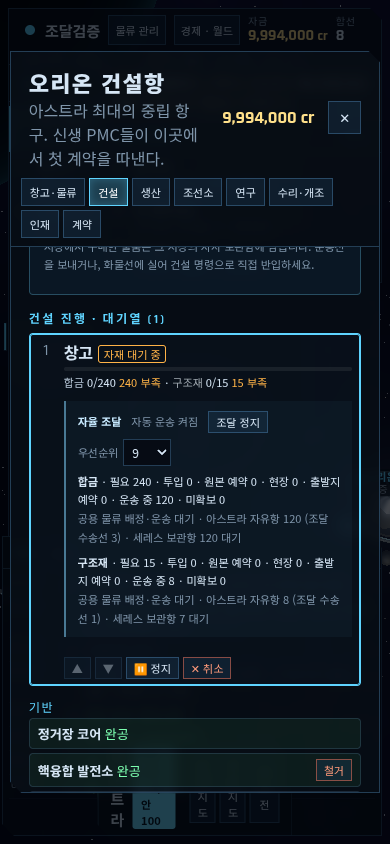 조달검증
물류 관리
경제 · 월드
자금
9,994,000 cr
함선
8
오리온 건설항
아스트라 최대의 중립 항
구. 신생 PMC들이 이곳에
서 첫 계약을 따낸다.
9,994,000 cr
✕
창고·물류
건설
생산
조선소
연구
수리·개조
인재
계약
을 보내거나, 화물선에 실어 건설 명령으로 직접 반입하세요.
건설 진행 · 대기열 (1)
1
창고
자재 대기 중
합금 0/240 240 부족 · 구조재 0/15 15 부족
자율 조달
자동 운송 켜짐
조달 정지
우선순위
9
합금 · 필요 240 · 투입 0 · 원본 예약 0 · 현장 0 · 출발지
예약 0 · 운송 중 120 · 미확보 0
공용 물류 배정·운송 대기 · 아스트라 자유항 120 (조달
수송선 3) · 세레스 보관항 120 대기
구조재 · 필요 15 · 투입 0 · 원본 예약 0 · 현장 0 · 출발
지 예약 0 · 운송 중 8 · 미확보 0
공용 물류 배정·운송 대기 · 아스트라 자유항 8 (조달 수송
선 1) · 세레스 보관항 7 대기
▲
▼
⏸ 정지
✕ 취소
기반
정거장 코어 완공
핵융합 발전소 완공
철거
트
라
안
100
지
도
지
도
전